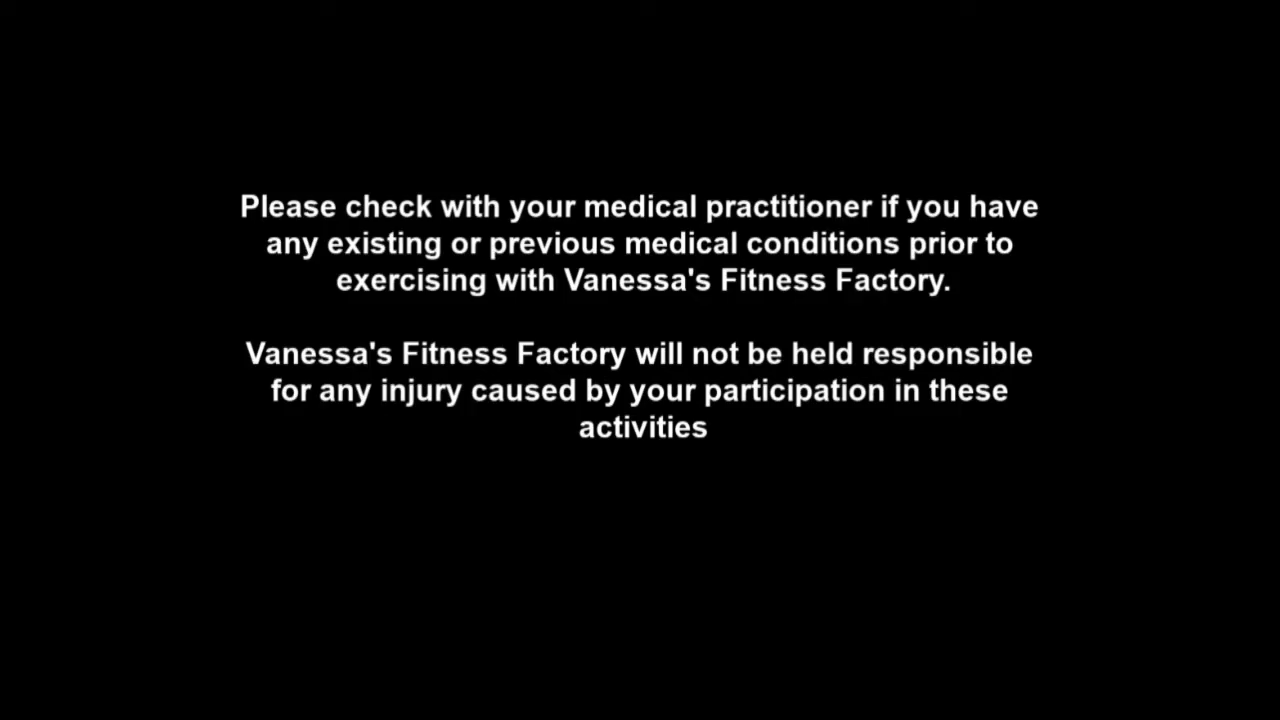 Please check with your medical practitioner if you have
any existing or previous medical conditions prior to
exercising with Vanessa's Fitness Factory.
Vanessa's Fitness Factory will not be held responsible
for any injury caused by your participation in these
activities